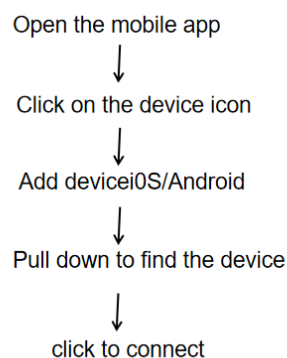 Open the mobile app
Click on the device icon
Add devicei0S/Android
Pull down to find the device
click to connect